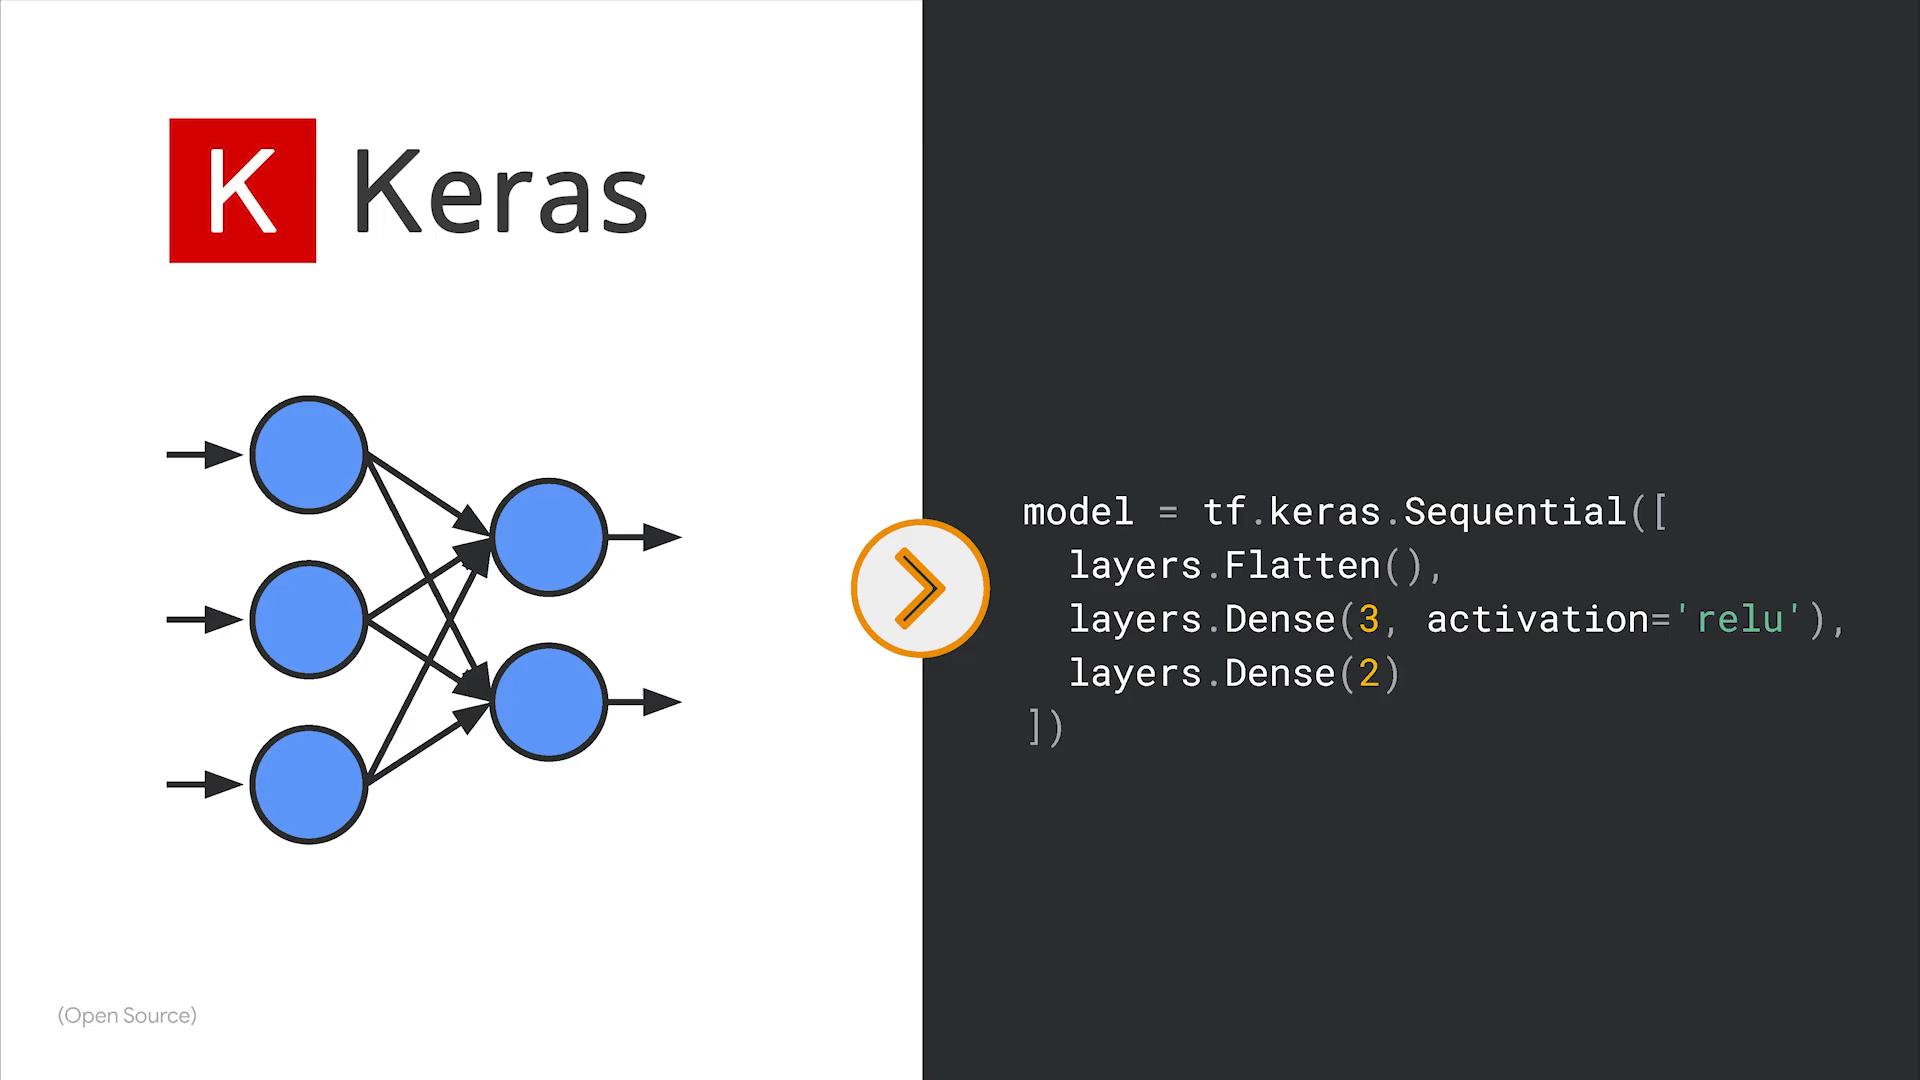 K Keras
model = tf.keras.Sequential([
  layers.Flatten(),
  layers.Dense(3, activation='relu'),
  layers.Dense(2)
])
(Open Source)